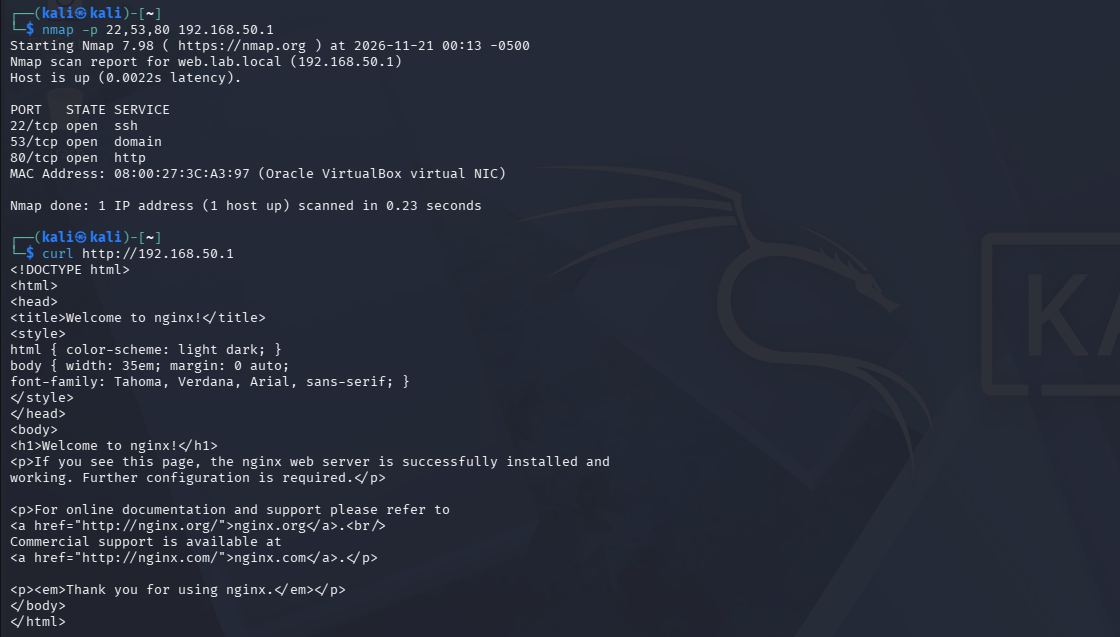 ┌──(kali㉿kali)-[~]
└─$ nmap -p 22,53,80 192.168.50.1
Starting Nmap 7.98 ( https://nmap.org ) at 2026-11-21 00:13 -0500
Nmap scan report for web.lab.local (192.168.50.1)
Host is up (0.0022s latency).

PORT   STATE SERVICE
22/tcp open  ssh
53/tcp open  domain
80/tcp open  http
MAC Address: 08:00:27:3C:A3:97 (Oracle VirtualBox virtual NIC)

Nmap done: 1 IP address (1 host up) scanned in 0.23 seconds

┌──(kali㉿kali)-[~]
└─$ curl http://192.168.50.1
<!DOCTYPE html>
<html>
<head>
<title>Welcome to nginx!</title>
<style>
html { color-scheme: light dark; }
body { width: 35em; margin: 0 auto;
font-family: Tahoma, Verdana, Arial, sans-serif; }
</style>
</head>
<body>
<h1>Welcome to nginx!</h1>
<p>If you see this page, the nginx web server is successfully installed and
working. Further configuration is required.</p>

<p>For online documentation and support please refer to
<a href="http://nginx.org/">nginx.org</a>.<br/>
Commercial support is available at
<a href="http://nginx.com/">nginx.com</a>.</p>

<p><em>Thank you for using nginx.</em></p>
</body>
</html>